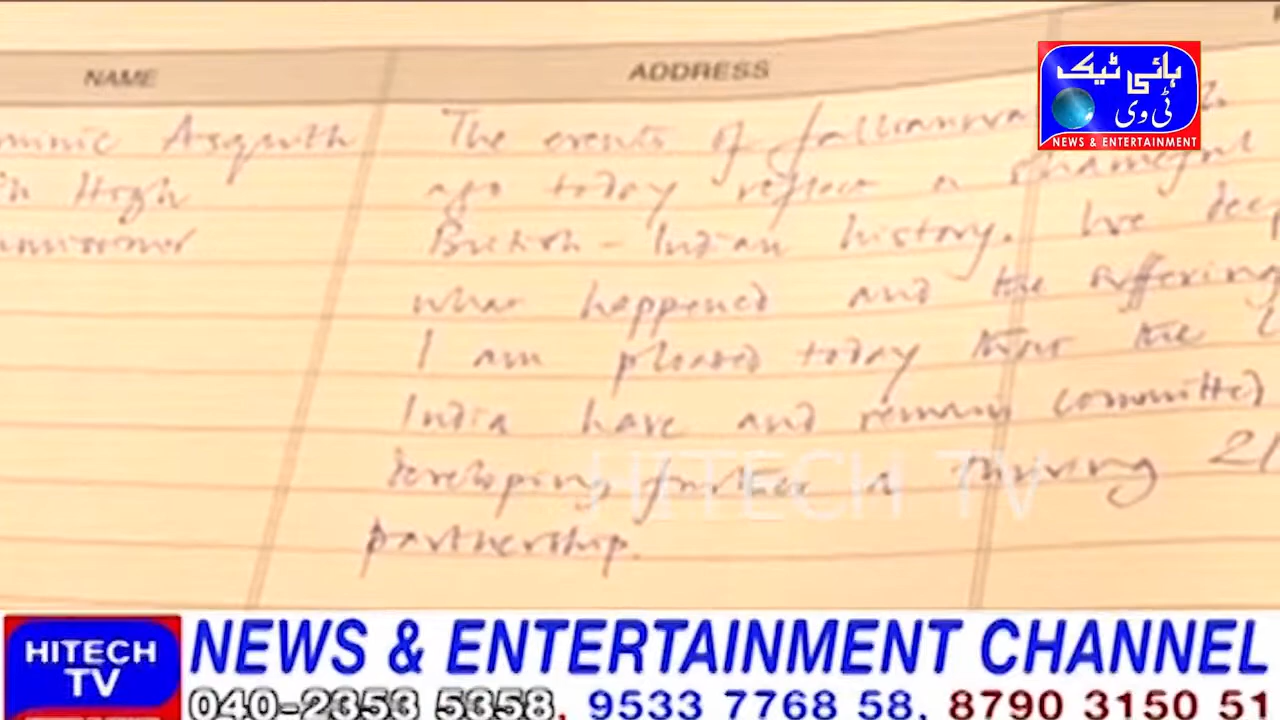 NAME ADDRESS
ہائی ٹیک
ٹی وی
NEWS & ENTERTAINMENT
Asquith The events of
High ago today reflect a shameful
British - Indian history. We
what happened and the suffering
I am pleased today that the
India have and remain committed
developing further a thriving
partnership.
HITECH TV
HITECH
TV
NEWS & ENTERTAINMENT CHANNEL
040-2353 5358, 9533 7768 58, 8790 3150 51